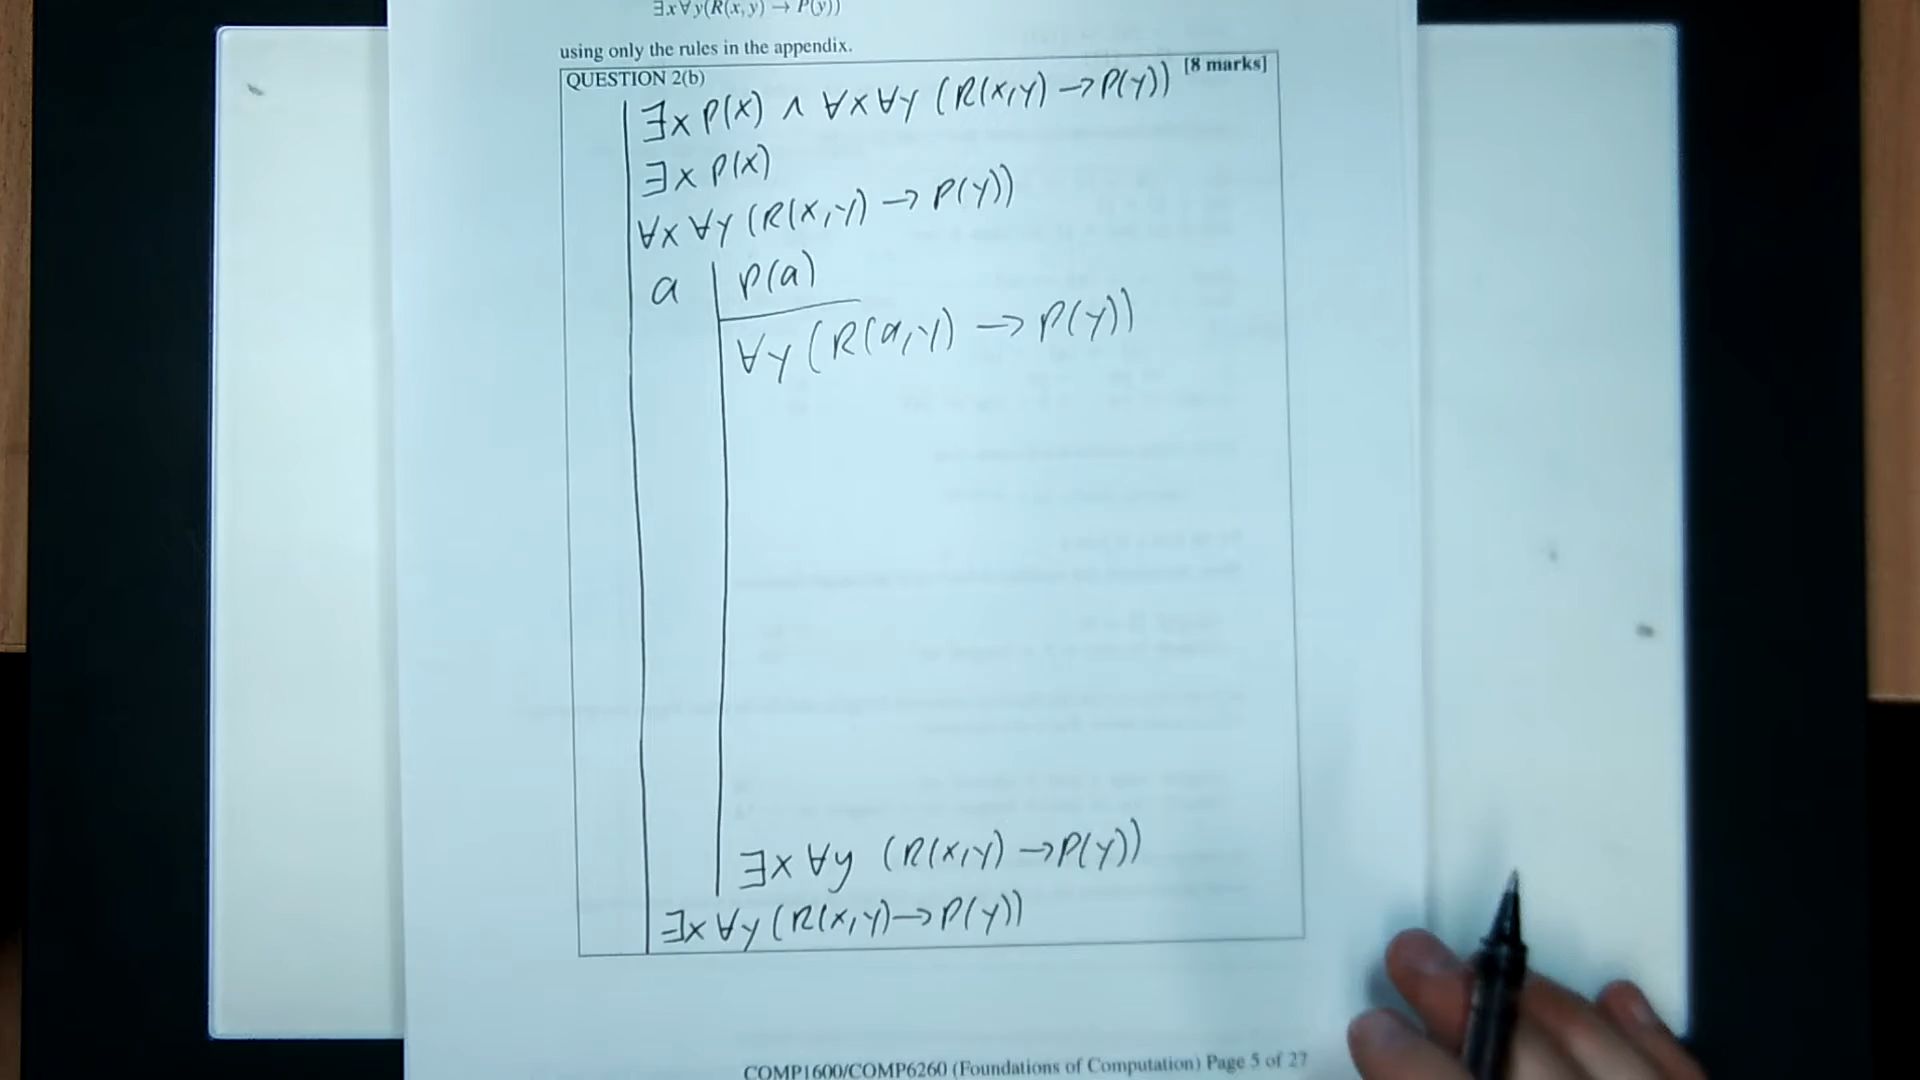 ∃x∀y(R(x, y) → P(y))
using only the rules in the appendix.
QUESTION 2(b) [8 marks]
∃x P(x) ∧ ∀x ∀y (R(x,y) → P(y))
∃x P(x)
∀x ∀y (R(x,y) → P(y))
a P(a)
∀y (R(a,y) → P(y))
∃x ∀y (R(x,y) → P(y))
∃x ∀y (R(x,y) → P(y))
COMP1600/COMP6260 (Foundations of Computation) Page 5 of 27